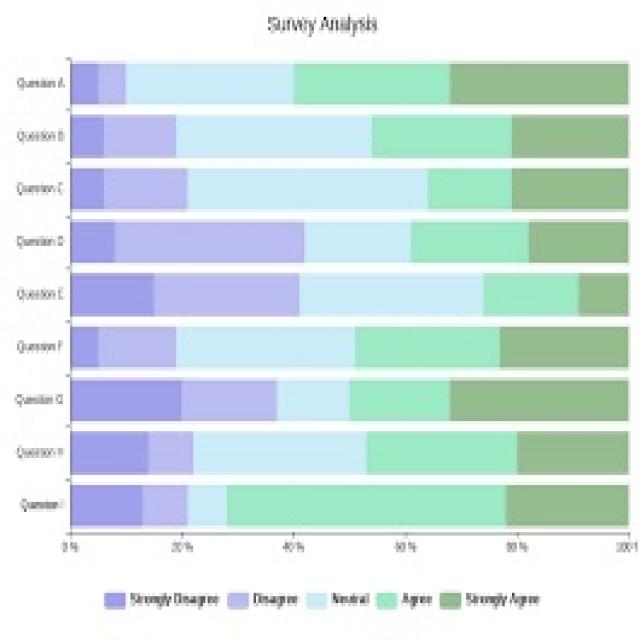 Survey Analysis
Question A
Question B
Question C
Question D
Question E
Question F
Question G
Question H
Question I
0 % 20 % 40 % 60 % 80 % 100 %
Strongly Disagree Disagree Neutral Agree Strongly Agree